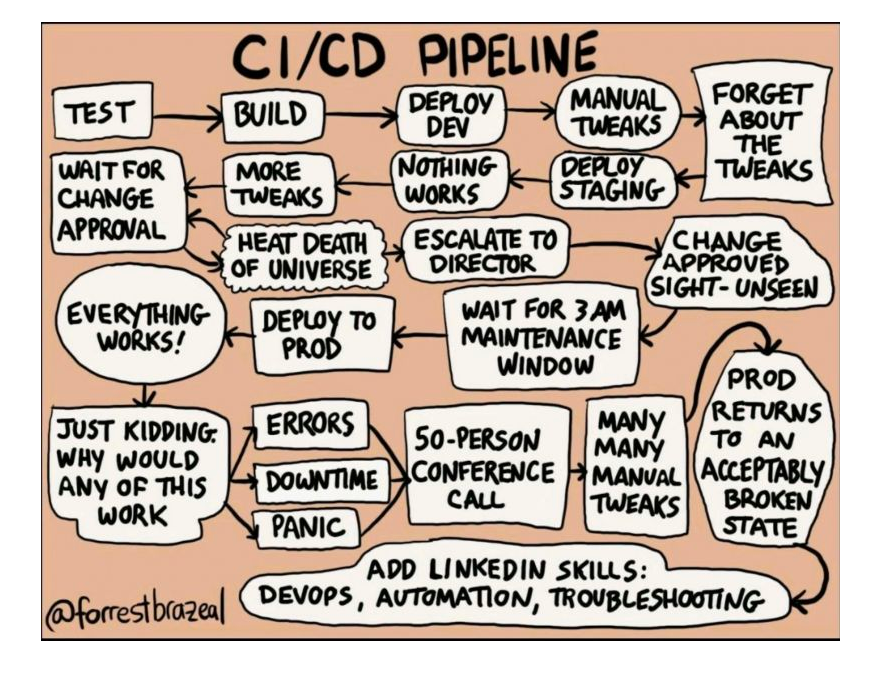 CI/CD PIPELINE
TEST
BUILD
DEPLOY
DEV
MANUAL
TWEAKS
FORGET
ABOUT
THE
TWEAKS
DEPLOY
STAGING
NOTHING
WORKS
MORE
TWEAKS
WAIT FOR
CHANGE
APPROVAL
HEAT DEATH
OF UNIVERSE
ESCALATE TO
DIRECTOR
CHANGE
APPROVED
SIGHT-UNSEEN
WAIT FOR 3 AM
MAINTENANCE
WINDOW
DEPLOY TO
PROD
EVERYTHING
WORKS!
JUST KIDDING.
WHY WOULD
ANY OF THIS
WORK
ERRORS
DOWNTIME
PANIC
50-PERSON
CONFERENCE
CALL
MANY
MANY
MANUAL
TWEAKS
PROD
RETURNS
TO AN
ACCEPTABLY
BROKEN
STATE
ADD LINKEDIN SKILLS:
DEVOPS, AUTOMATION, TROUBLESHOOTING
@forrestbrazeal